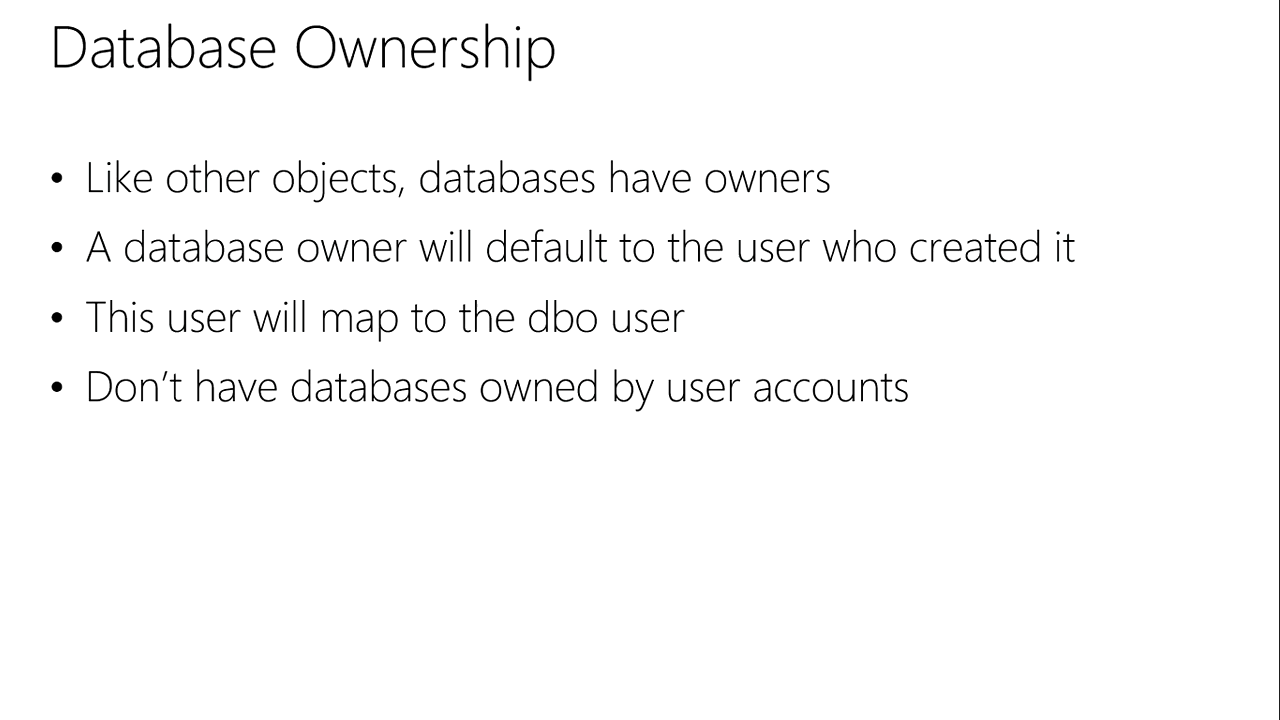 Database Ownership
• Like other objects, databases have owners
• A database owner will default to the user who created it
• This user will map to the dbo user
• Don’t have databases owned by user accounts